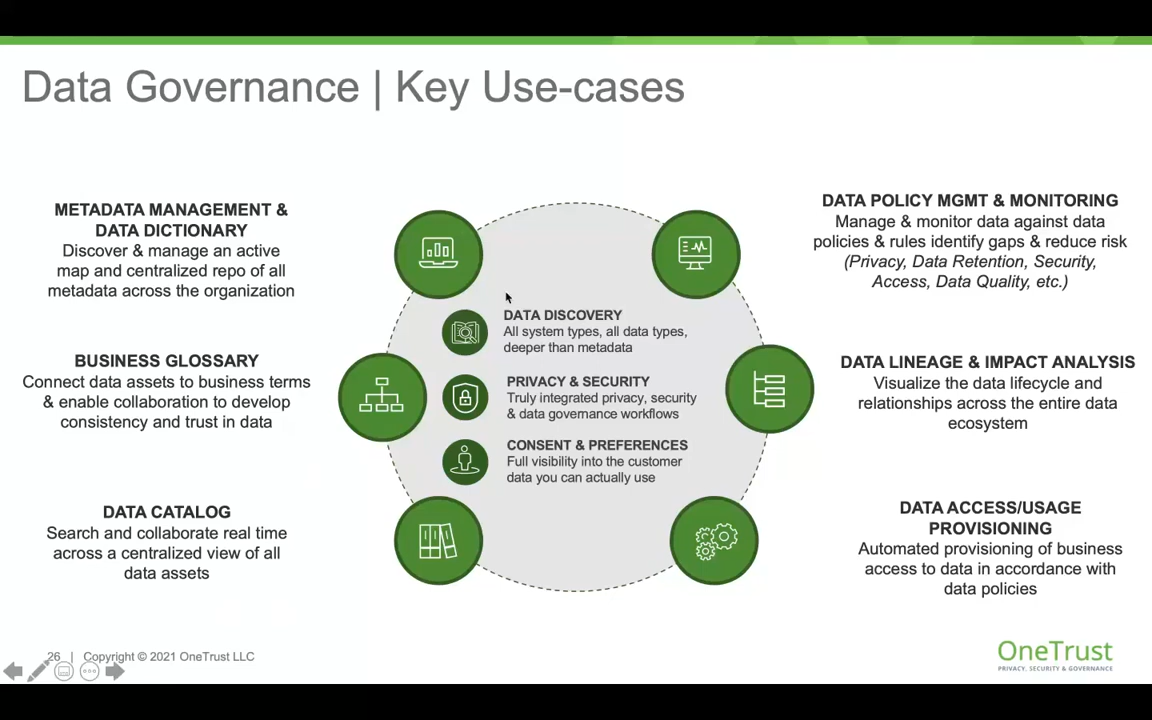 Data Governance | Key Use-cases
METADATA MANAGEMENT &
DATA DICTIONARY
Discover & manage an active
map and centralized repo of all
metadata across the organization
BUSINESS GLOSSARY
Connect data assets to business terms
& enable collaboration to develop
consistency and trust in data
DATA CATALOG
Search and collaborate real time
across a centralized view of all
data assets
DATA DISCOVERY
All system types, all data types,
deeper than metadata
PRIVACY & SECURITY
Truly integrated privacy, security
& data governance workflows
CONSENT & PREFERENCES
Full visibility into the customer
data you can actually use
DATA POLICY MGMT & MONITORING
Manage & monitor data against data
policies & rules identify gaps & reduce risk
(Privacy, Data Retention, Security,
Access, Data Quality, etc.)
DATA LINEAGE & IMPACT ANALYSIS
Visualize the data lifecycle and
relationships across the entire data
ecosystem
DATA ACCESS/USAGE
PROVISIONING
Automated provisioning of business
access to data in accordance with
data policies
26 | Copyright © 2021 OneTrust LLC
OneTrust
PRIVACY, SECURITY & GOVERNANCE